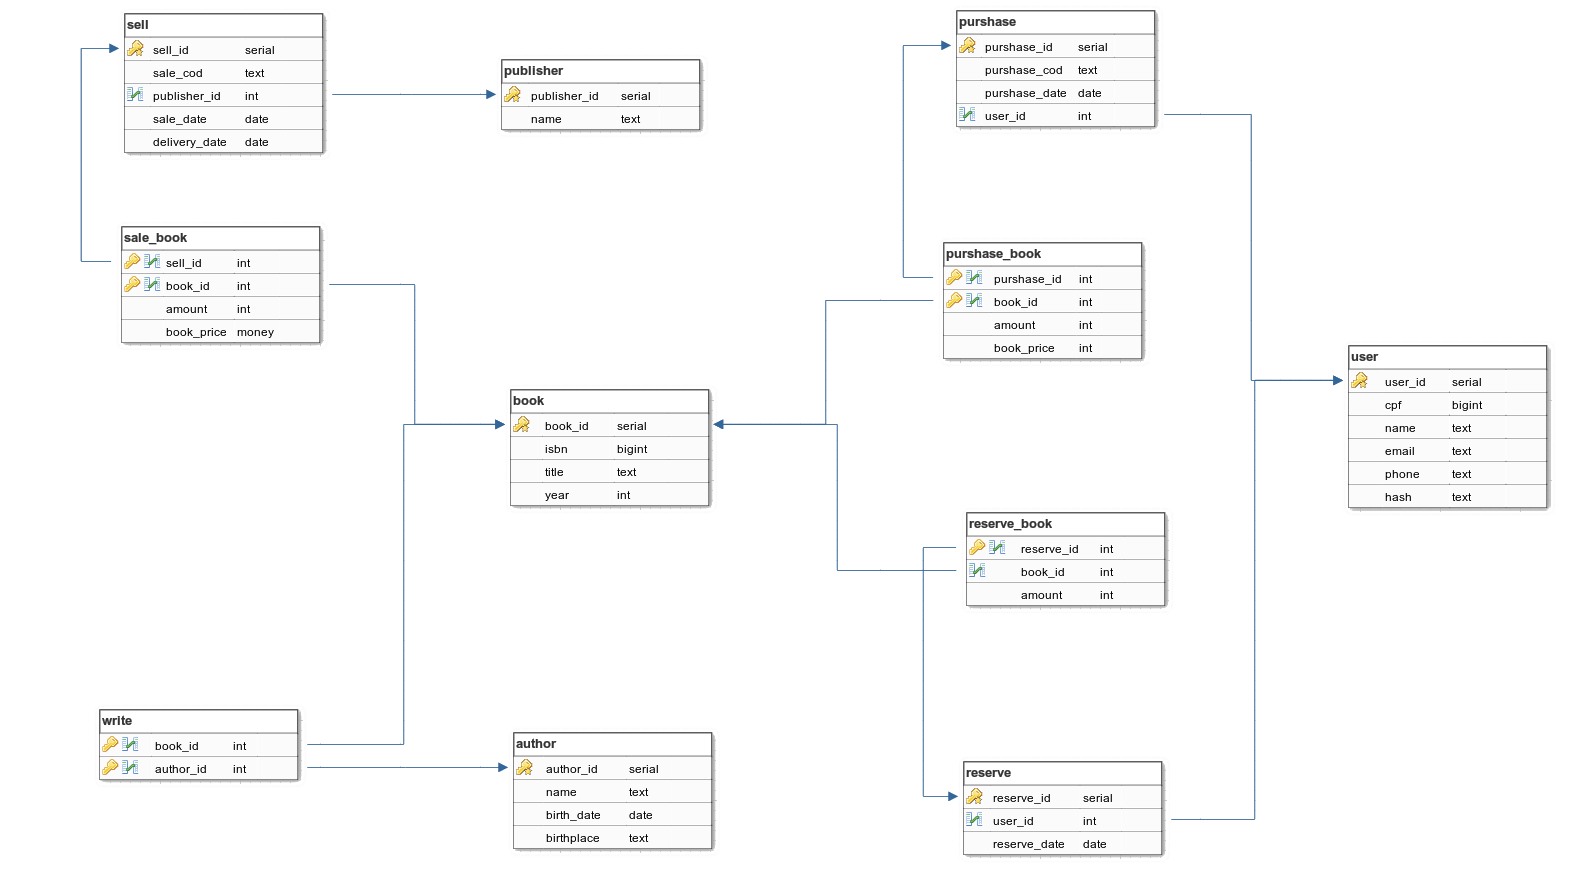 sell
sell_id serial
sale_cod text
publisher_id int
sale_date date
delivery_date date
publisher
publisher_id serial
name text
purshase
purshase_id serial
purshase_cod text
purshase_date date
user_id int
sale_book
sell_id int
book_id int
amount int
book_price money
purshase_book
purshase_id int
book_id int
amount int
book_price int
user
user_id serial
cpf bigint
name text
email text
phone text
hash text
book
book_id serial
isbn bigint
title text
year int
reserve_book
reserve_id int
book_id int
amount int
write
book_id int
author_id int
author
author_id serial
name text
birth_date date
birthplace text
reserve
reserve_id serial
user_id int
reserve_date date